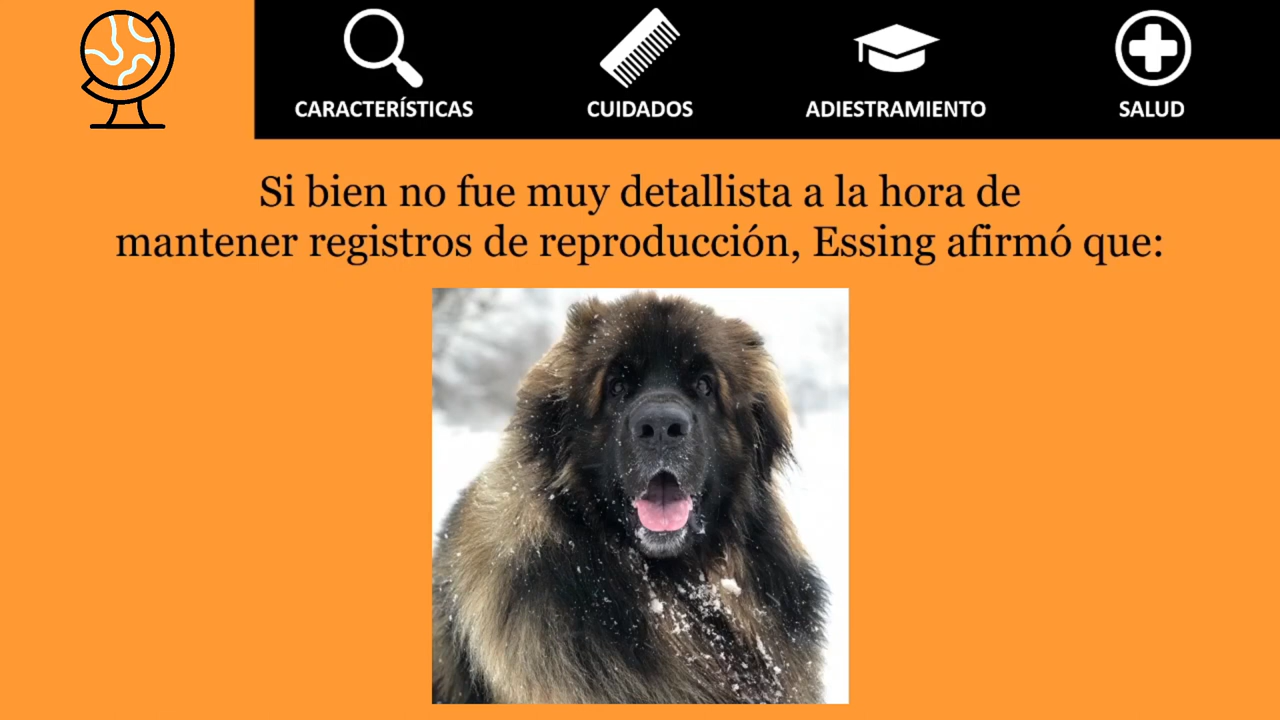 CARACTERÍSTICAS
CUIDADOS
ADIESTRAMIENTO
SALUD
Si bien no fue muy detallista a la hora de
mantener registros de reproducción, Essing afirmó que: